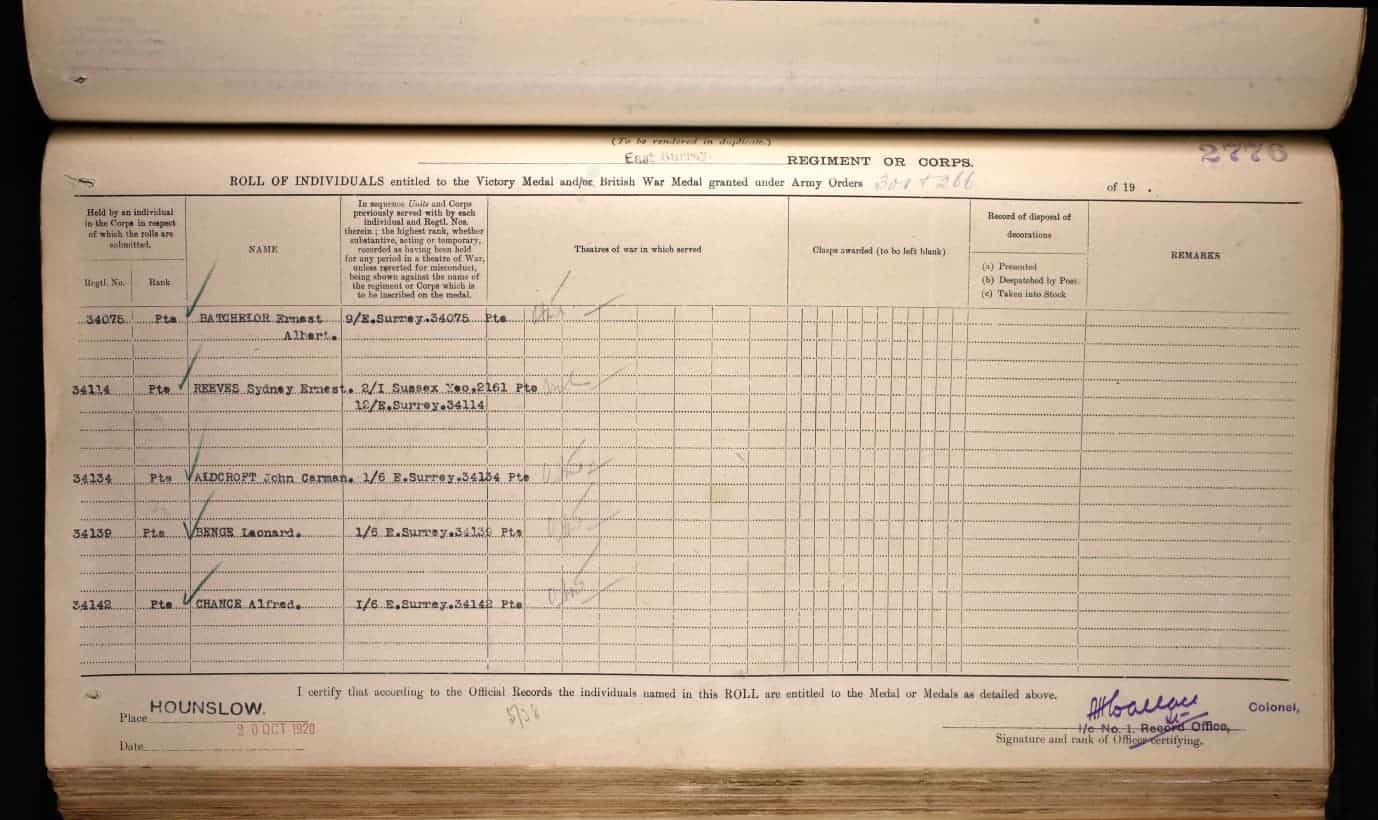 (To be rendered in duplicate.)
2776
East Surrey REGIMENT OR CORPS.
ROLL OF INDIVIDUALS entitled to the Victory Medal and/or British War Medal granted under Army Orders 301 + 266 of 19 .
Held by an individual
in the Corps in respect
of which the rolls are
submitted.
Regtl. No.
Rank
NAME
In sequence Units and Corps
previously served with by each
individual and Regtl. Nos.
therein; the highest rank, whether
substantive, acting or temporary,
recorded as having been held
for any period in a theatre of War,
unless reverted for misconduct,
being shown against the name of
the regiment or Corps which is
to be inscribed on the medal.
Theatres of war in which served
Clasps awarded (to be left blank)
Record of disposal of
decorations
(a) Presented
(b) Despatched by Post.
(c) Taken into Stock
REMARKS
34075 Pte BATCHELOR Ernest 9/E.Surrey.34075 Pte
Albert.
34114 Pte REEVES Sydney Ernest. 2/1 Sussex Yeo.2161 Pte
12/E.Surrey.34114
34134 Pte ALDCROFT John Carman. 1/6 E.Surrey.34134 Pte
34139 Pte BENGE Leonard. 1/6 E.Surrey.34139 Pte
34142 Pte CHANCE Alfred. 1/6 E.Surrey.34142 Pte
I certify that according to the Official Records the individuals named in this ROLL are entitled to the Medal or Medals as detailed above.
Place HOUNSLOW.
Date 20 OCT 1920
Colonel,
i/c No. 1. Record Office,
Signature and rank of Officer certifying.